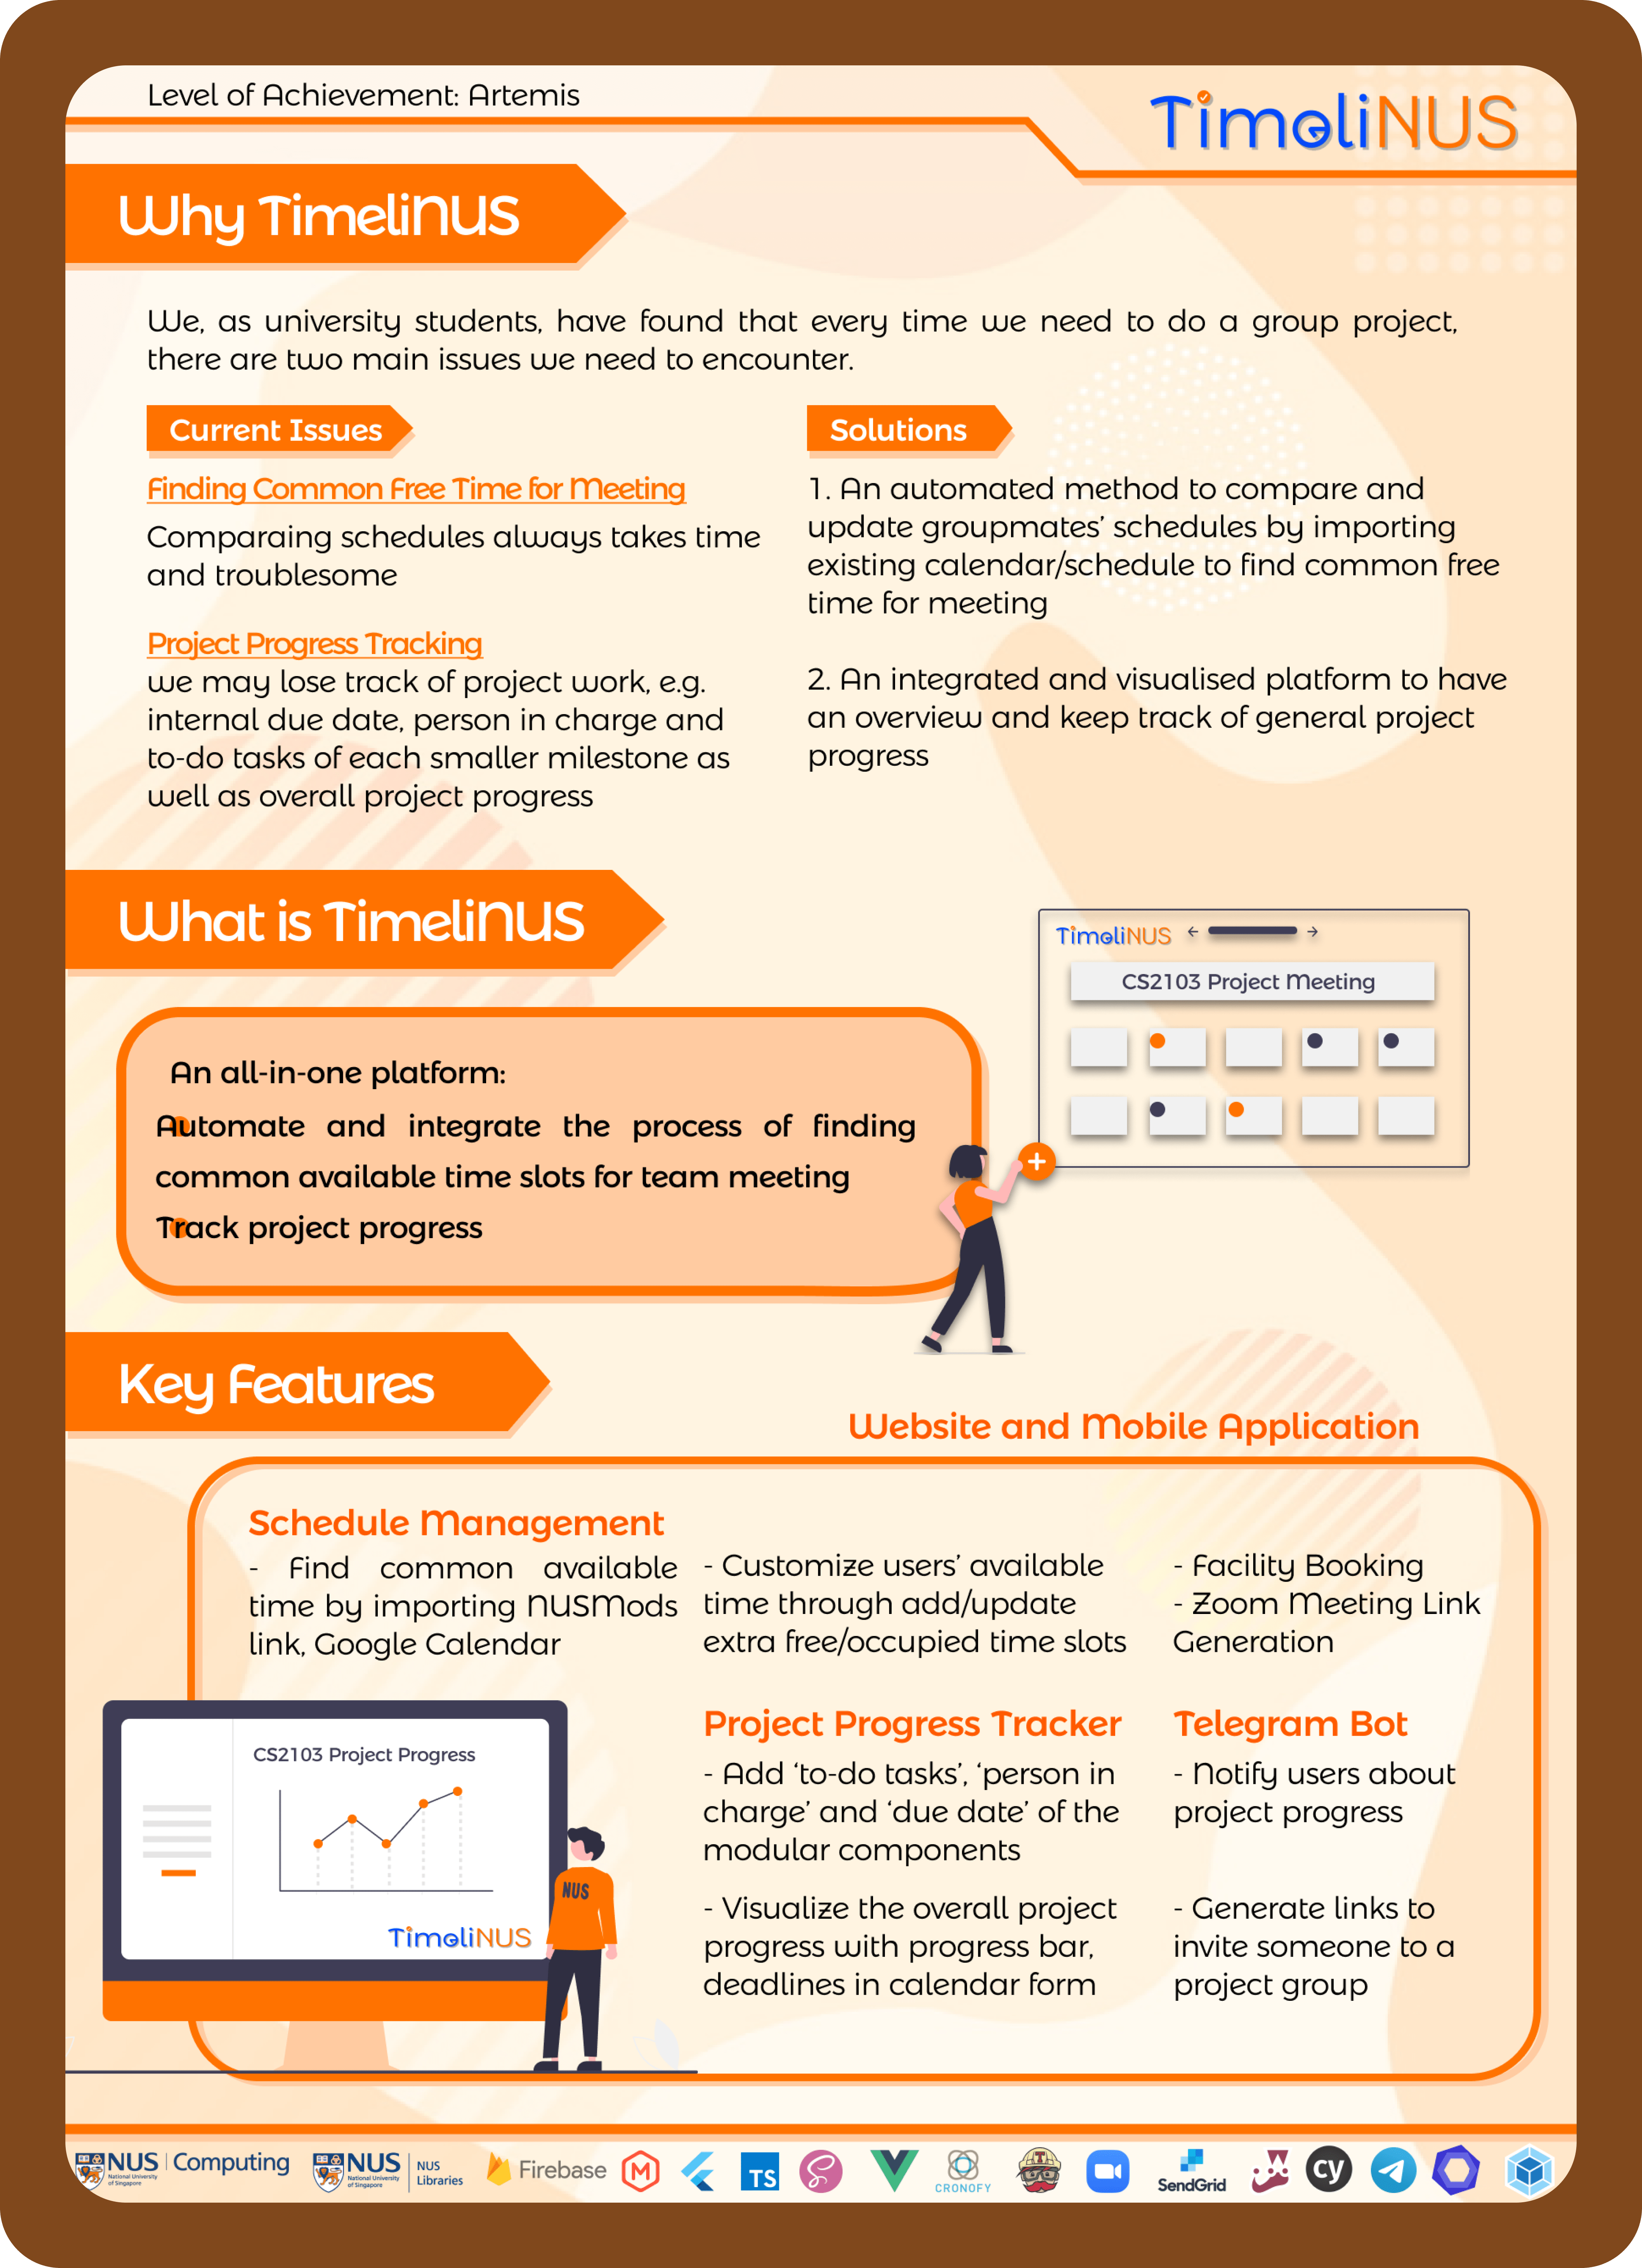 Level of Achievement: Artemis
TimeliNUS
Why TimeliNUS
We, as university students, have found that every time we need to do a group project,
there are two main issues we need to encounter.
Current Issues
Finding Common Free Time for Meeting
Comparaing schedules always takes time
and troublesome
Project Progress Tracking
we may lose track of project work, e.g.
internal due date, person in charge and
to-do tasks of each smaller milestone as
well as overall project progress
Solutions
1. An automated method to compare and
update groupmates’ schedules by importing
existing calendar/schedule to find common free
time for meeting
2. An integrated and visualised platform to have
an overview and keep track of general project
progress
What is TimeliNUS
An all-in-one platform:
Automate and integrate the process of finding
common available time slots for team meeting
Track project progress
TimeliNUS
CS2103 Project Meeting
Key Features
Website and Mobile Application
Schedule Management
- Find common available
time by importing NUSMods
link, Google Calendar
- Customize users’ available
time through add/update
extra free/occupied time slots
- Facility Booking
- Zoom Meeting Link
Generation
CS2103 Project Progress
TimeliNUS
NUS
Project Progress Tracker
- Add ‘to-do tasks’, ‘person in
charge’ and ‘due date’ of the
modular components
- Visualize the overall project
progress with progress bar,
deadlines in calendar form
Telegram Bot
- Notify users about
project progress
- Generate links to
invite someone to a
project group
NUS Computing
National University
of Singapore
NUS
National University
of Singapore
NUS
Libraries
Firebase
M
TS
CRONOFY
T
SendGrid
cy